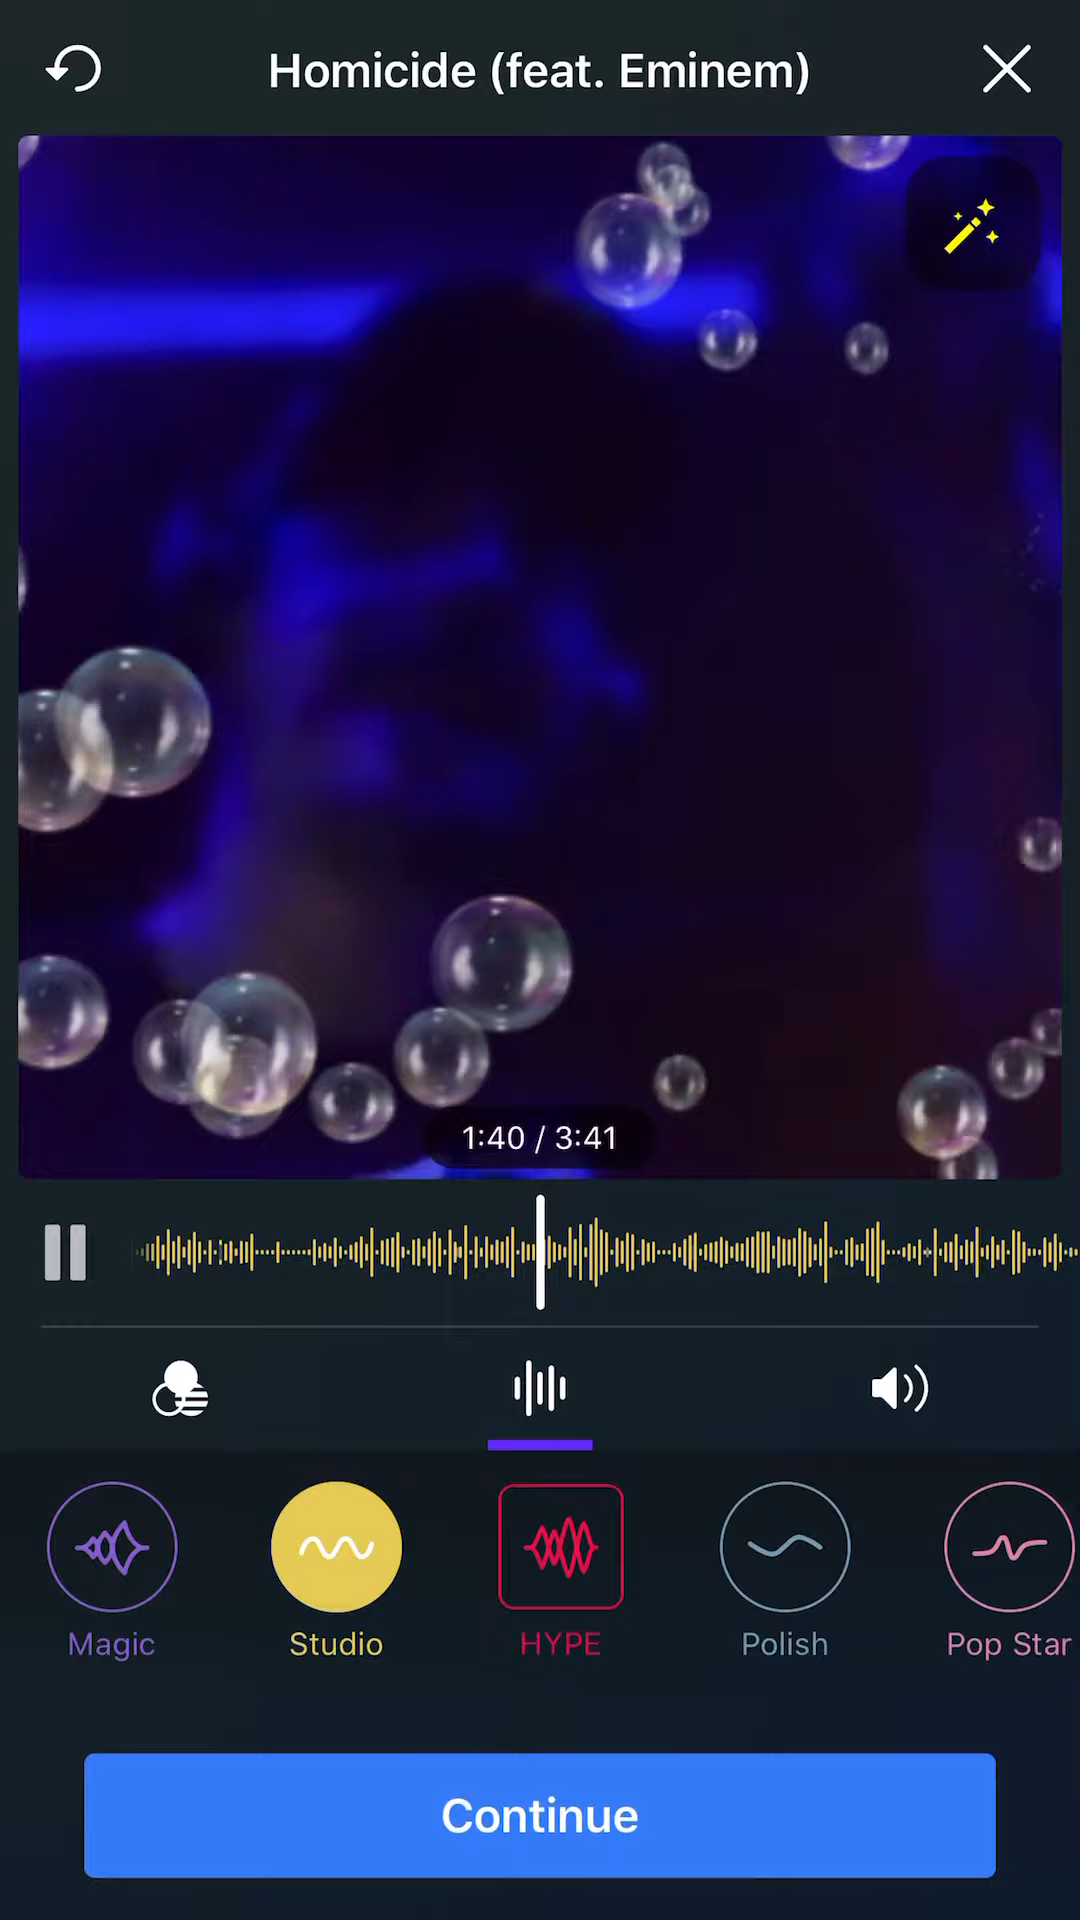 Homicide (feat. Eminem)
1:40 / 3:41
Magic
Studio
HYPE
Polish
Pop Star
Continue